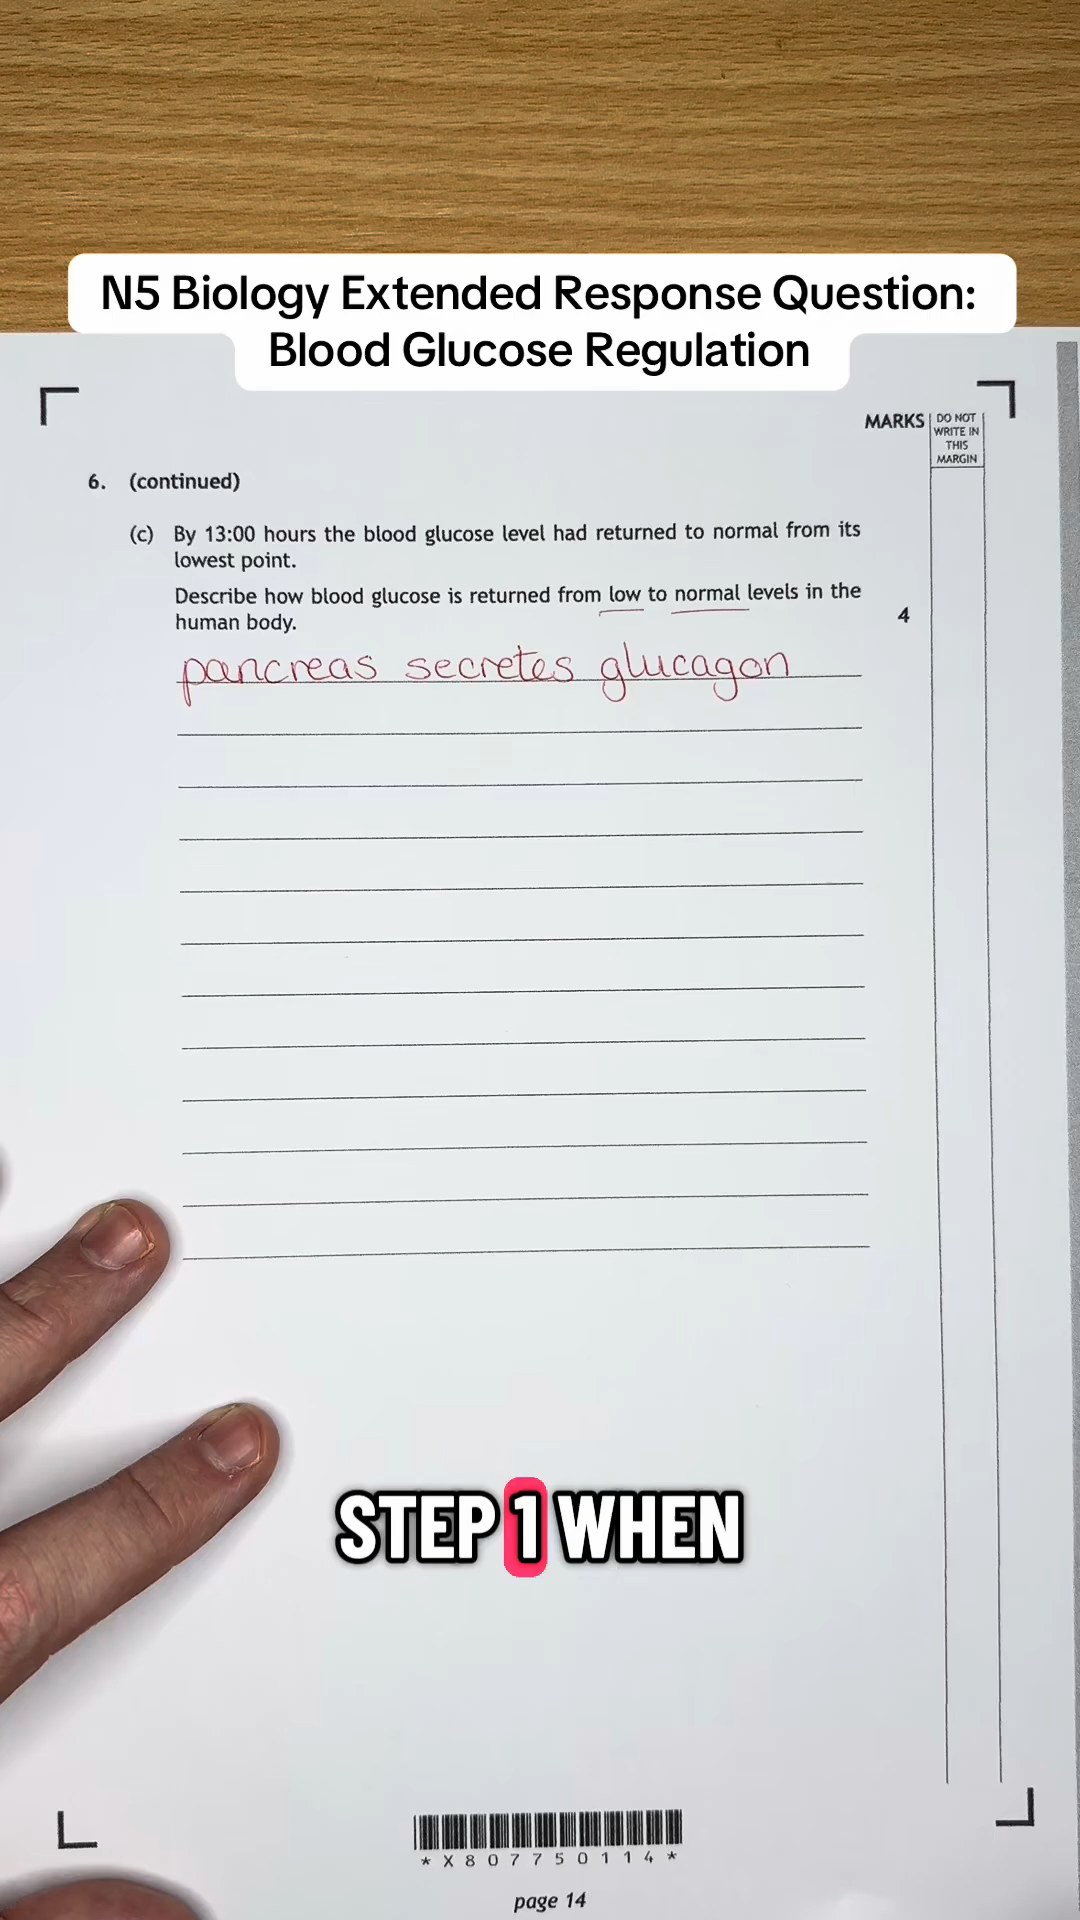 N5 Biology Extended Response Question:
Blood Glucose Regulation
MARKS
DO NOT
WRITE IN
THIS
MARGIN
6. (continued)
(c) By 13:00 hours the blood glucose level had returned to normal from its
lowest point.
Describe how blood glucose is returned from low to normal levels in the
human body.
4
pancreas secretes glucagon
STEP 1 WHEN
* X 8 0 7 7 5 0 1 1 4 *
page 14